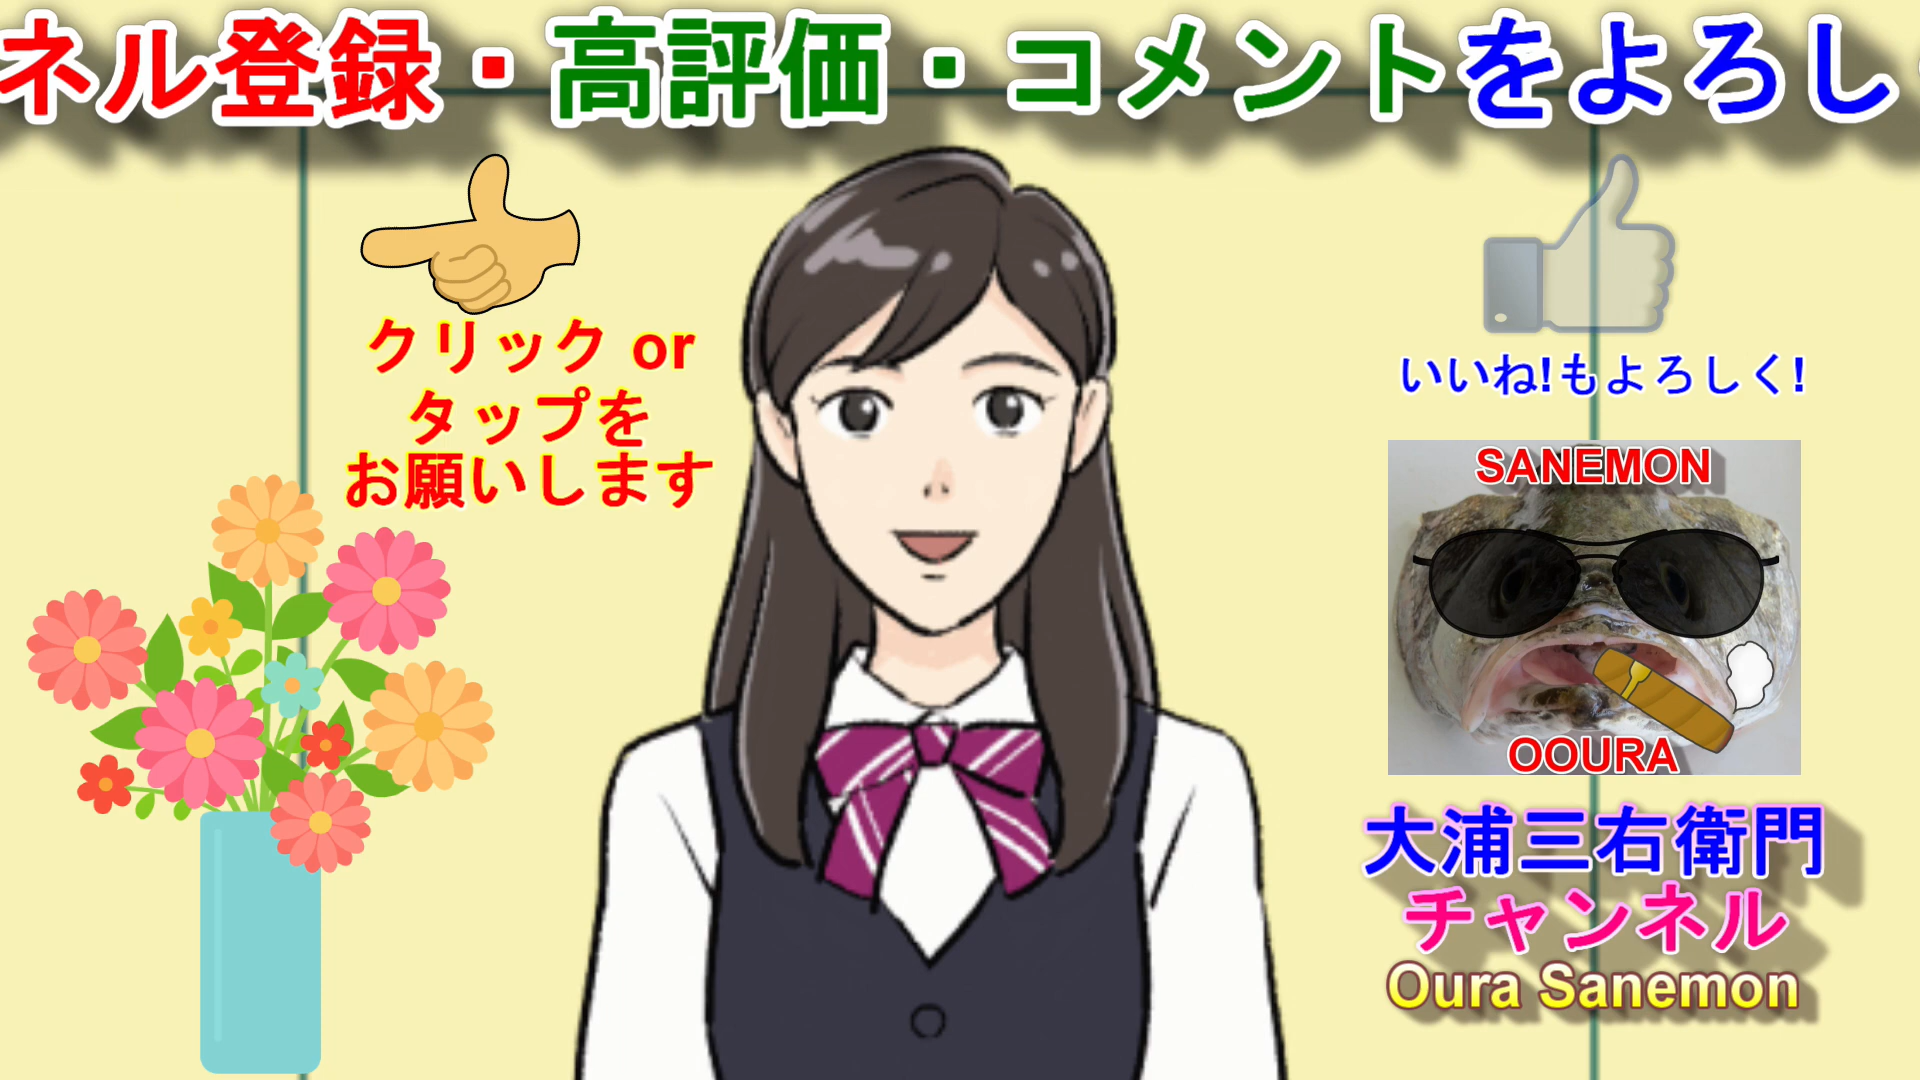 ネル登録・高評価・コメントをよろし
クリック or
タップを
お願いします
いいね!もよろしく!
SANEMON
OOURA
大浦三右衛門
チャンネル
Oura Sanemon